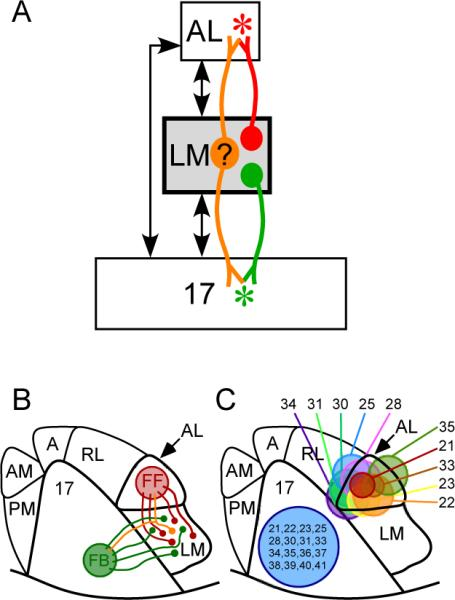 A
AL
*
LM ?
17
*
B
AL
A
RL
AM
17
PM
FF
FB
LM
C
34 31 30 25 28
AL
35
21
33
23
22
A
RL
AM
17
PM
LM
21,22,23,25
28,30,31,33
34,35,36,37
38,39,40,41